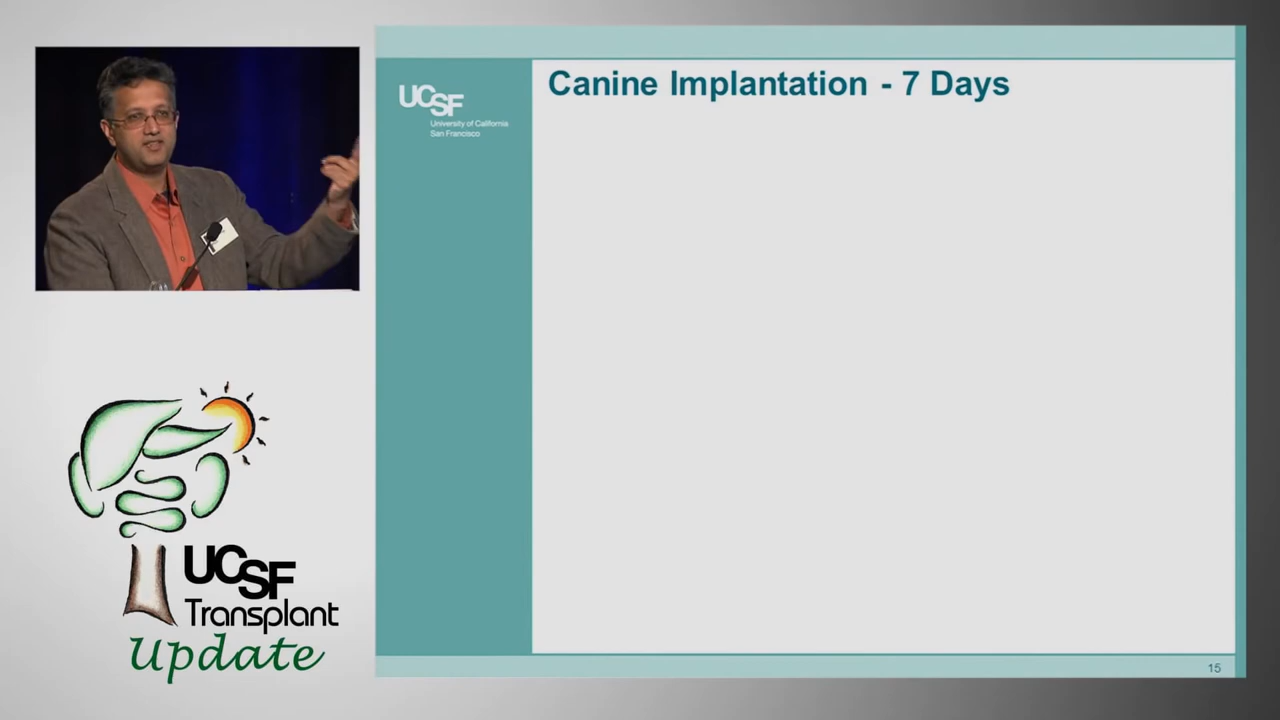 Canine Implantation - 7 Days
UCSF
University of California
San Francisco
UCSF
Transplant
Update
15